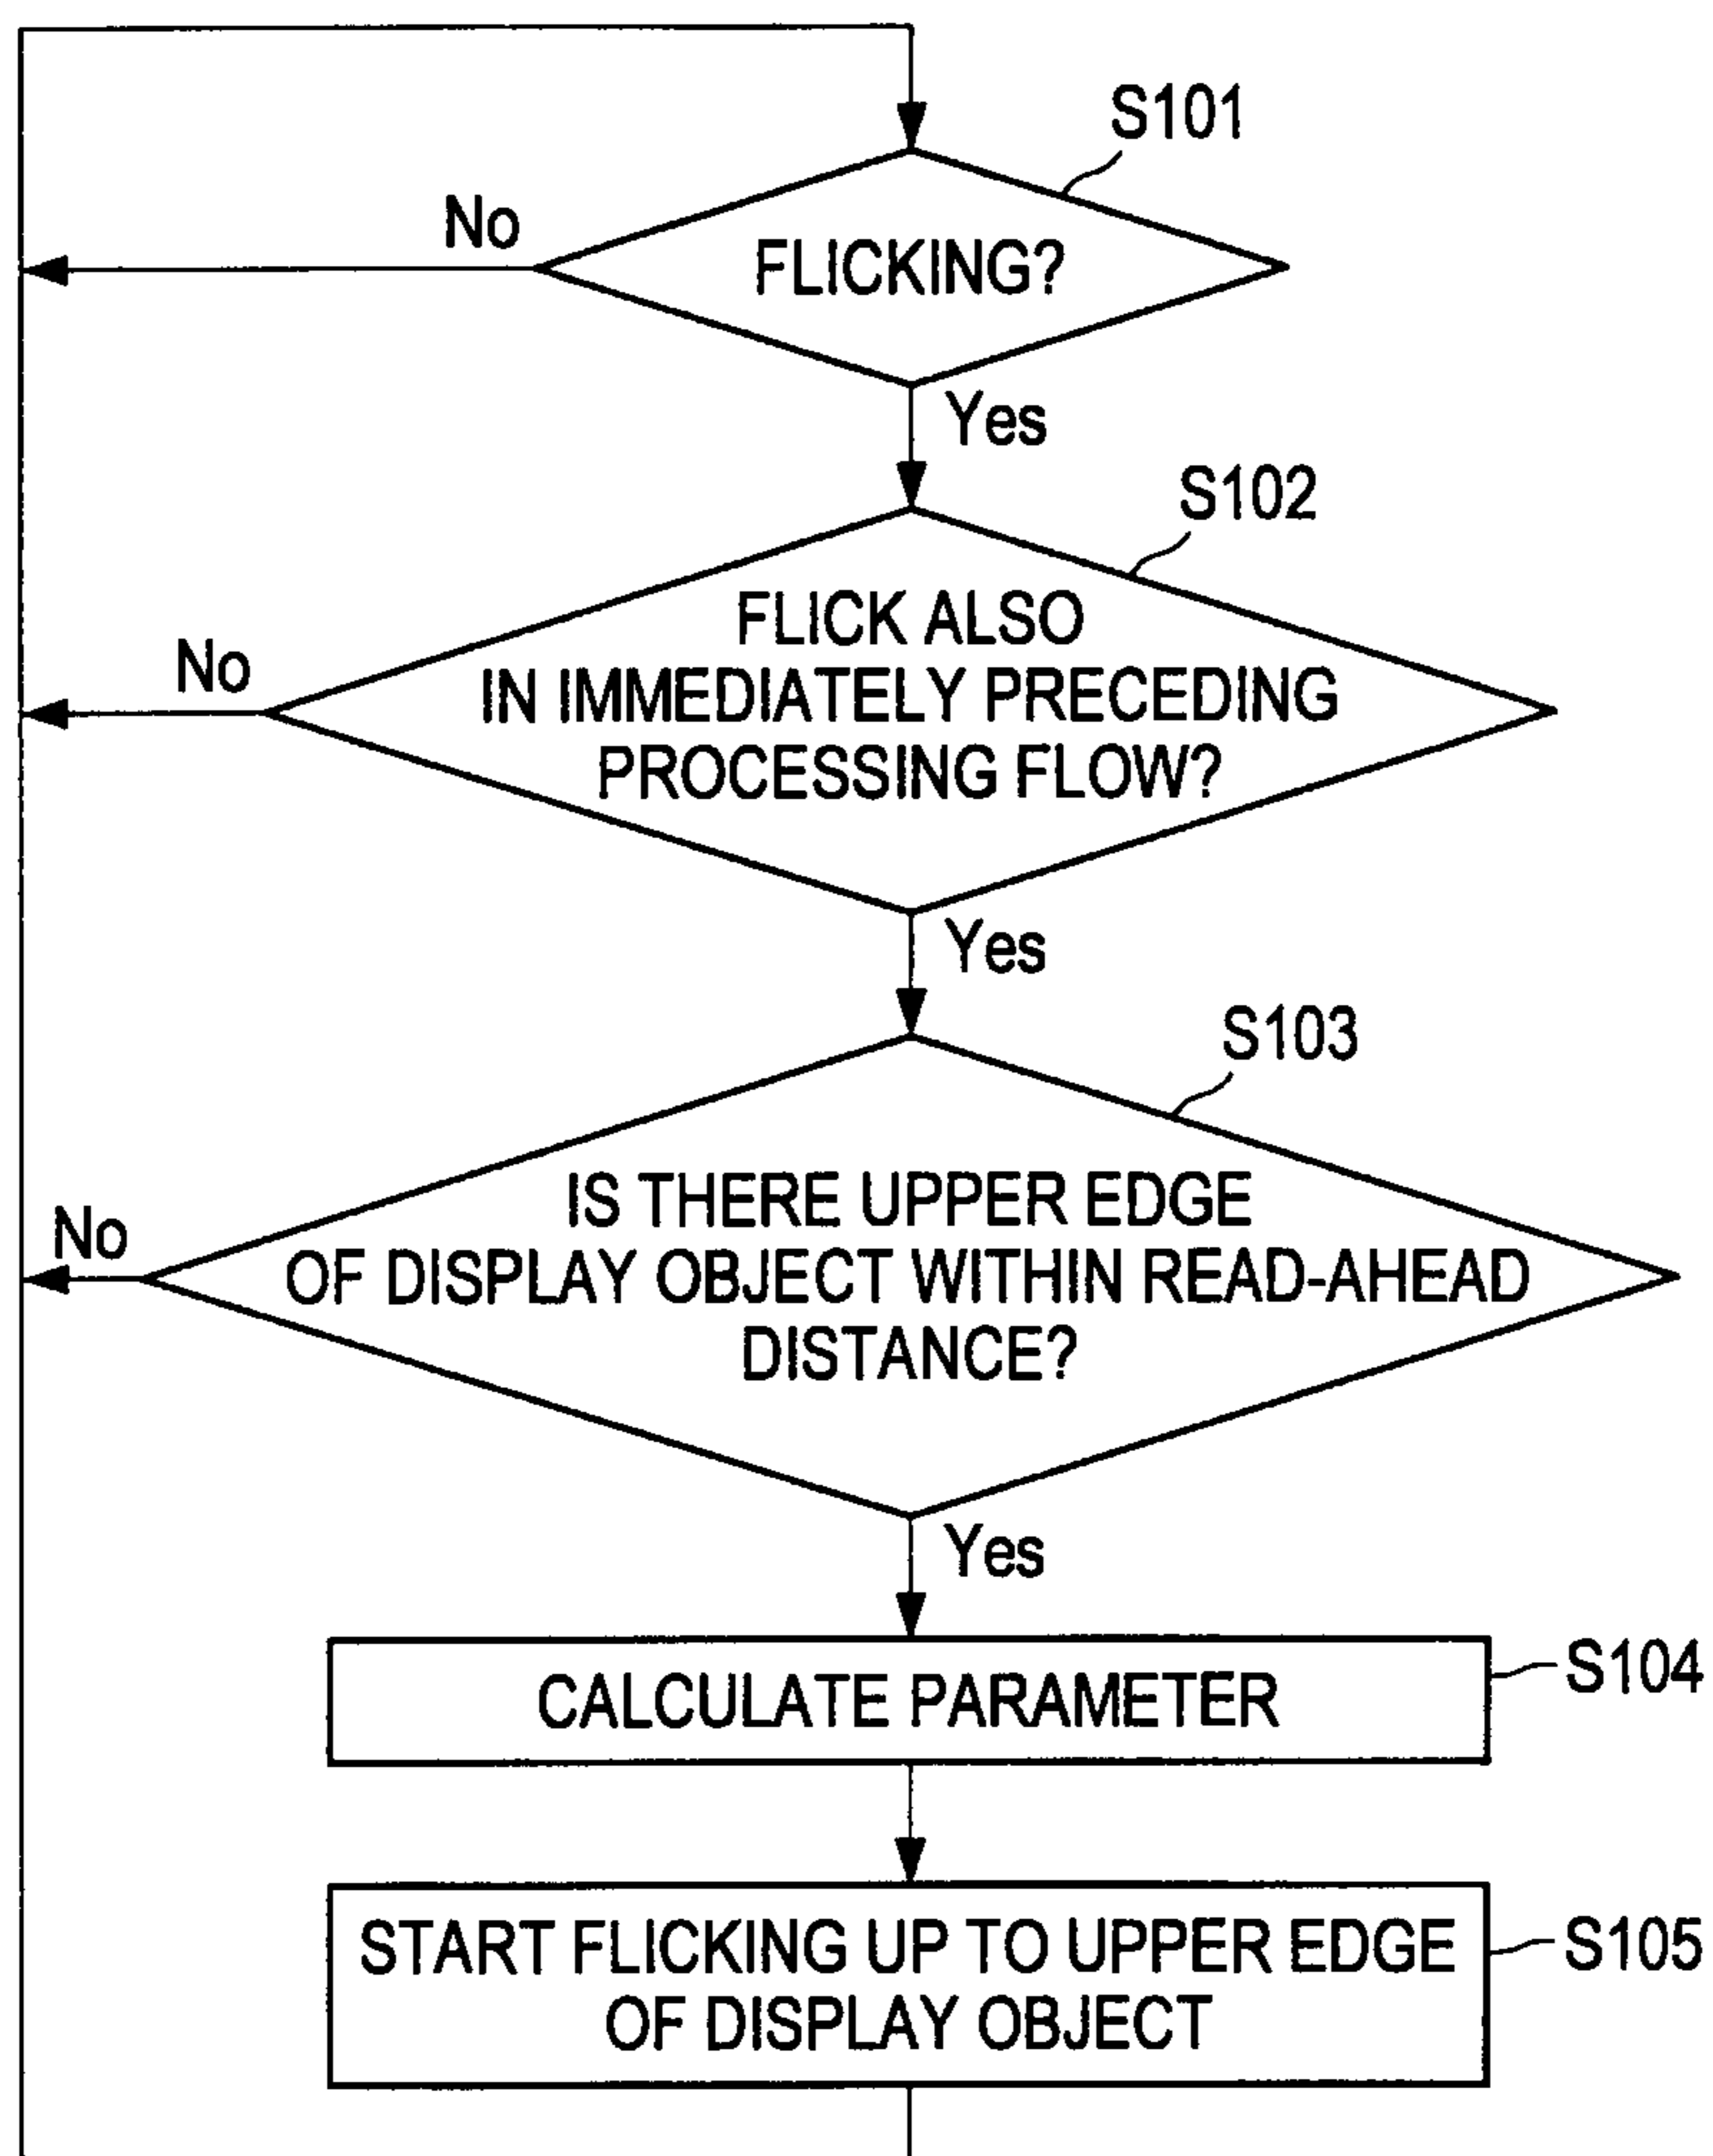 S101
No
FLICKING?
Yes
S102
FLICK ALSO
No
IN IMMEDIATELY PRECEDING
PROCESSING FLOW?
Yes
S103
IS THERE UPPER EDGE
No
OF DISPLAY OBJECT WITHIN READ-AHEAD
DISTANCE?
Yes
CALCULATE PARAMETER
S104
START FLICKING UP TO UPPER EDGE
S105
OF DISPLAY OBJECT